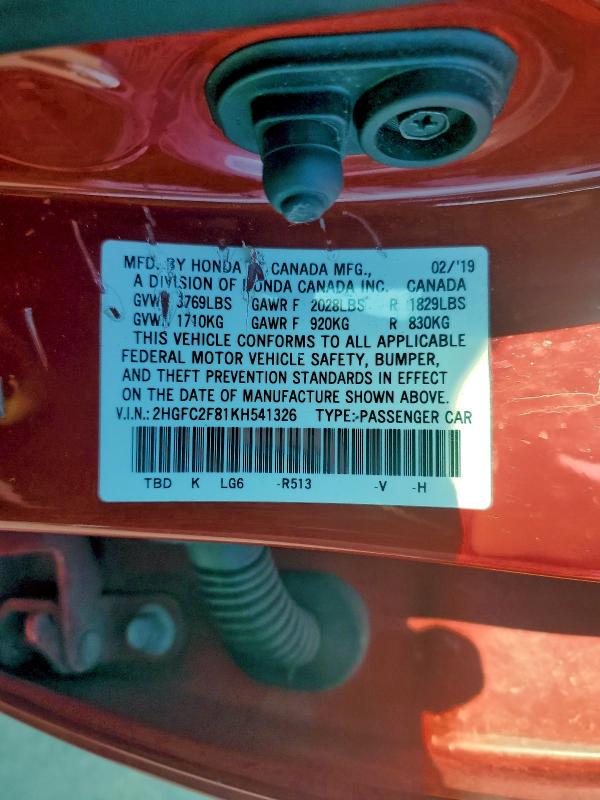 MFD. BY HONDA CANADA MFG., 02/'19
A DIVISION OF HONDA CANADA INC. CANADA
GVWR 3769LBS GAWR F 2028LBS R 1829LBS
GVWR 1710KG GAWR F 920KG R 830KG
THIS VEHICLE CONFORMS TO ALL APPLICABLE
FEDERAL MOTOR VEHICLE SAFETY, BUMPER,
AND THEFT PREVENTION STANDARDS IN EFFECT
ON THE DATE OF MANUFACTURE SHOWN ABOVE.
V.I.N.: 2HGFC2F81KH541326 TYPE:-PASSENGER CAR
TBD K LG6 -R513 -V -H